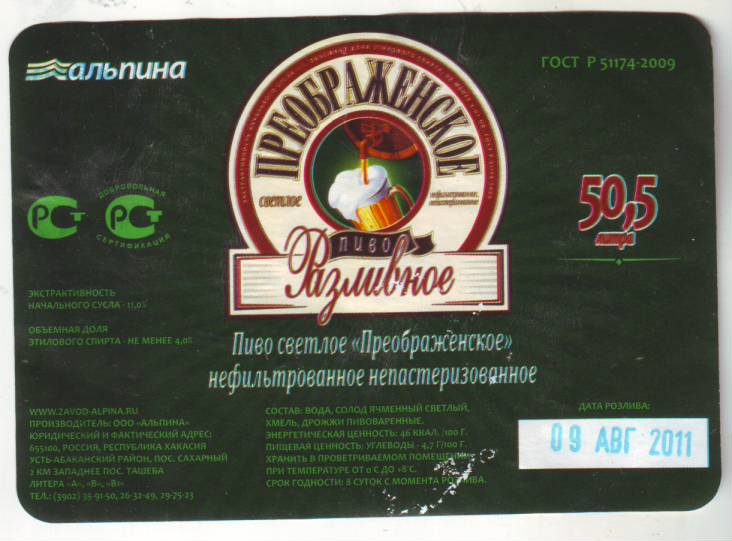 альпина
ГОСТ Р 51174-2009
ПРЕОБРАЖЕНСКОЕ
светлое
нефильтрованное,
непастеризованное
ПИВО
Разливное
50,5
литра
РСТ
РСТ
ДОБРОВОЛЬНАЯ
СЕРТИФИКАЦИЯ
ЭКСТРАКТИВНОСТЬ
НАЧАЛЬНОГО СУСЛА - 11,0%
ОБЪЕМНАЯ ДОЛЯ
ЭТИЛОВОГО СПИРТА - НЕ МЕНЕЕ 4,0%
Пиво светлое «Преображенское»
нефильтрованное непастеризованное
WWW.ZAVOD-ALPINA.RU
ПРОИЗВОДИТЕЛЬ: ООО «АЛЬПИНА»
ЮРИДИЧЕСКИЙ И ФАКТИЧЕСКИЙ АДРЕС:
655100, РОССИЯ, РЕСПУБЛИКА ХАКАСИЯ
УСТЬ-АБАКАНСКИЙ РАЙОН, ПОС. САХАРНЫЙ
2 КМ ЗАПАДНЕЕ ПОС. ТАШЕБА
ЛИТЕРА «А», «В», «В1»
ТЕЛ.: (3902) 35-91-50, 26-32-49, 29-75-23
СОСТАВ: ВОДА, СОЛОД ЯЧМЕННЫЙ СВЕТЛЫЙ,
ХМЕЛЬ, ДРОЖЖИ ПИВОВАРЕННЫЕ.
ЭНЕРГЕТИЧЕСКАЯ ЦЕННОСТЬ: 46 ККАЛ. /100 Г.
ПИЩЕВАЯ ЦЕННОСТЬ: УГЛЕВОДЫ - 4,7 Г/100 Г.
ХРАНИТЬ В ПРОВЕТРИВАЕМОМ ПОМЕЩЕНИИ
ПРИ ТЕМПЕРАТУРЕ ОТ 0 С ДО +8°С.
СРОК ГОДНОСТИ: 8 СУТОК С МОМЕНТА РОЗЛИВА.
ДАТА РОЗЛИВА:
09 АВГ 2011